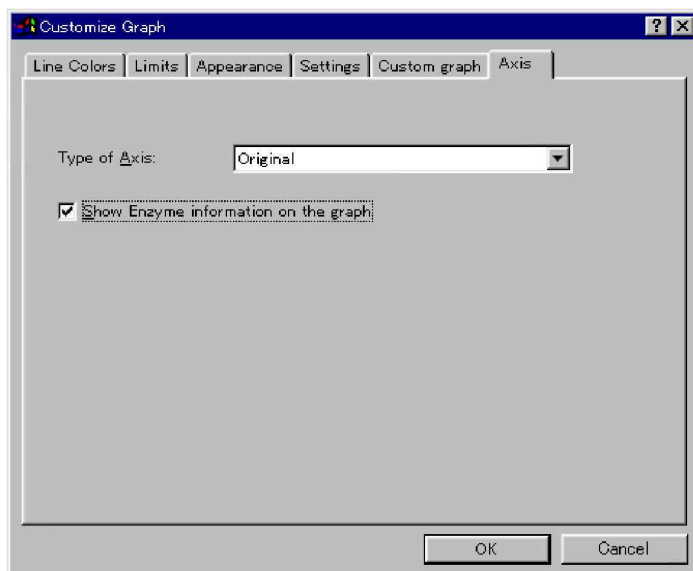 Customize Graph
Line Colors Limits Appearance Settings Custom graph Axis
Type of Axis: Original
Show Enzyme information on the graph
OK Cancel